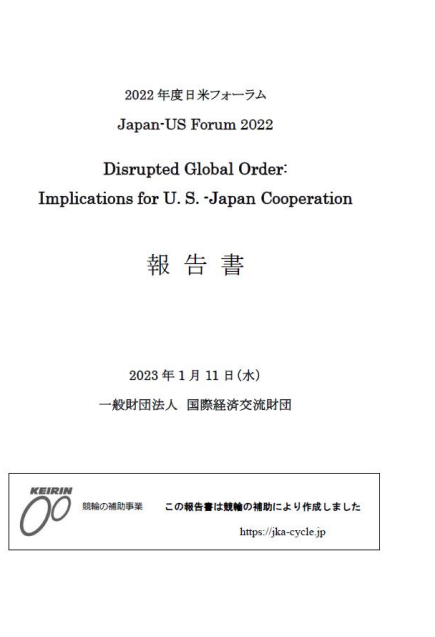 2022 年度日米フォーラム
Japan-US Forum 2022
Disrupted Global Order:
Implications for U. S. -Japan Cooperation
報 告 書
2023 年 1 月 11 日(水)
一般財団法人 国際経済交流財団
KEIRIN
競輪の補助事業 この報告書は競輪の補助により作成しました
https://jka-cycle.jp